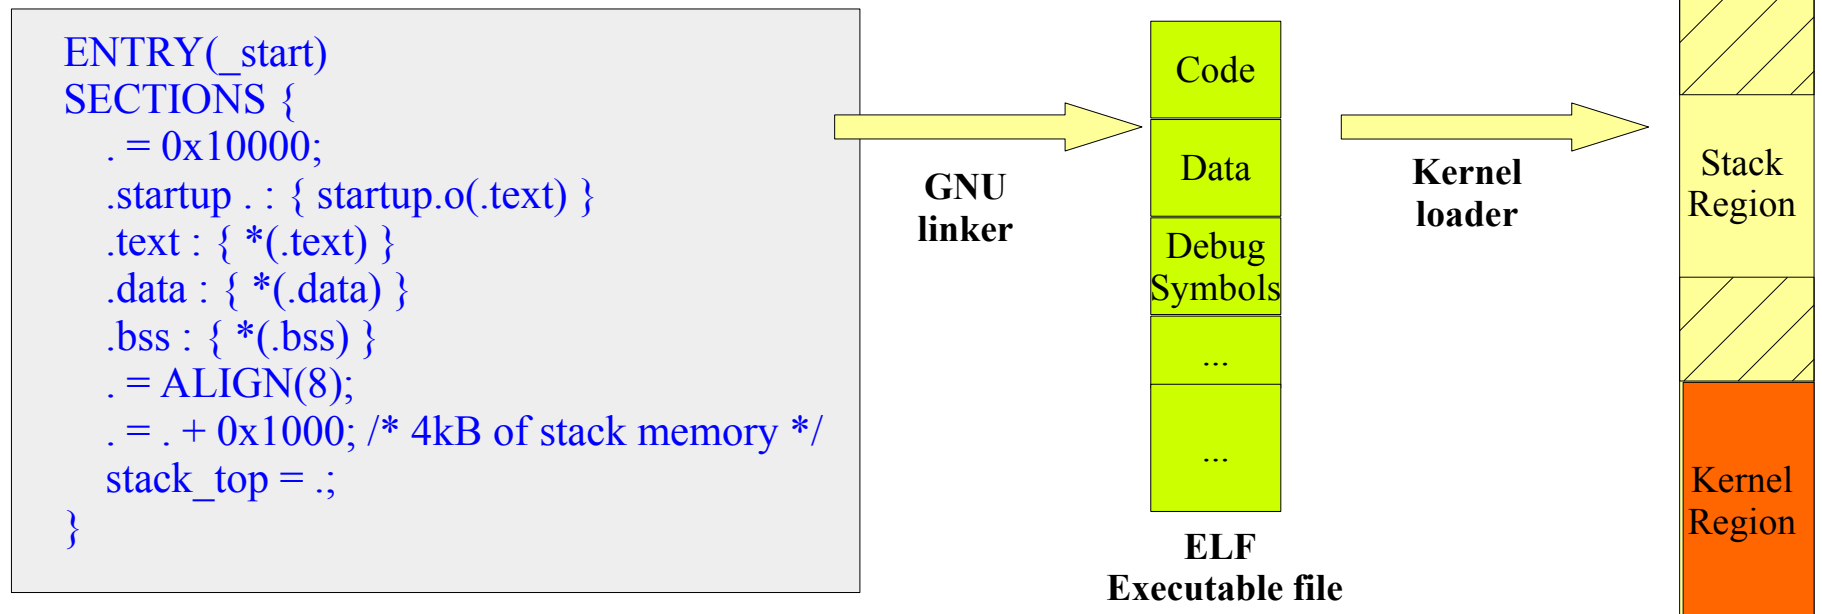 ENTRY(_start)
SECTIONS {
. = 0x10000;
.startup . : { startup.o(.text) }
.text : { *(.text) }
.data : { *(.data) }
.bss : { *(.bss) }
. = ALIGN(8);
. = . + 0x1000; /* 4kB of stack memory */
stack_top = .;
}
GNU
linker
Code
Data
Debug
Symbols
...
...
ELF
Executable file
Kernel
loader
Stack
Region
Kernel
Region